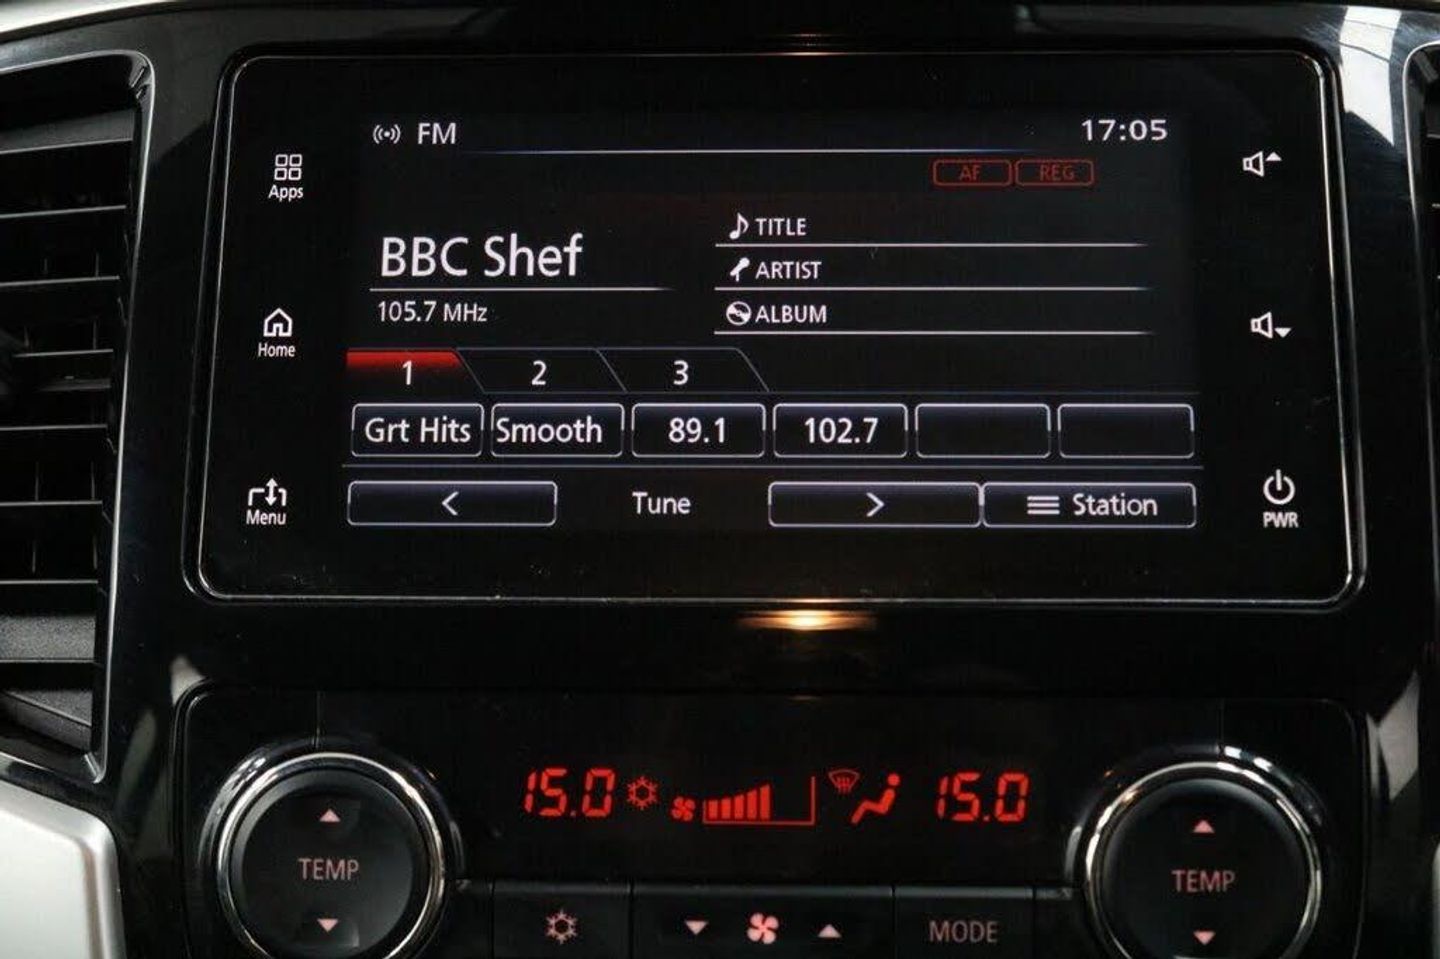 FM
17:05
AF REG
Apps
BBC Shef
105.7 MHz
TITLE
ARTIST
ALBUM
Home
1 2 3
Grt Hits Smooth 89.1 102.7
Menu
< Tune > Station
PWR
15.0 15.0
TEMP
TEMP
MODE